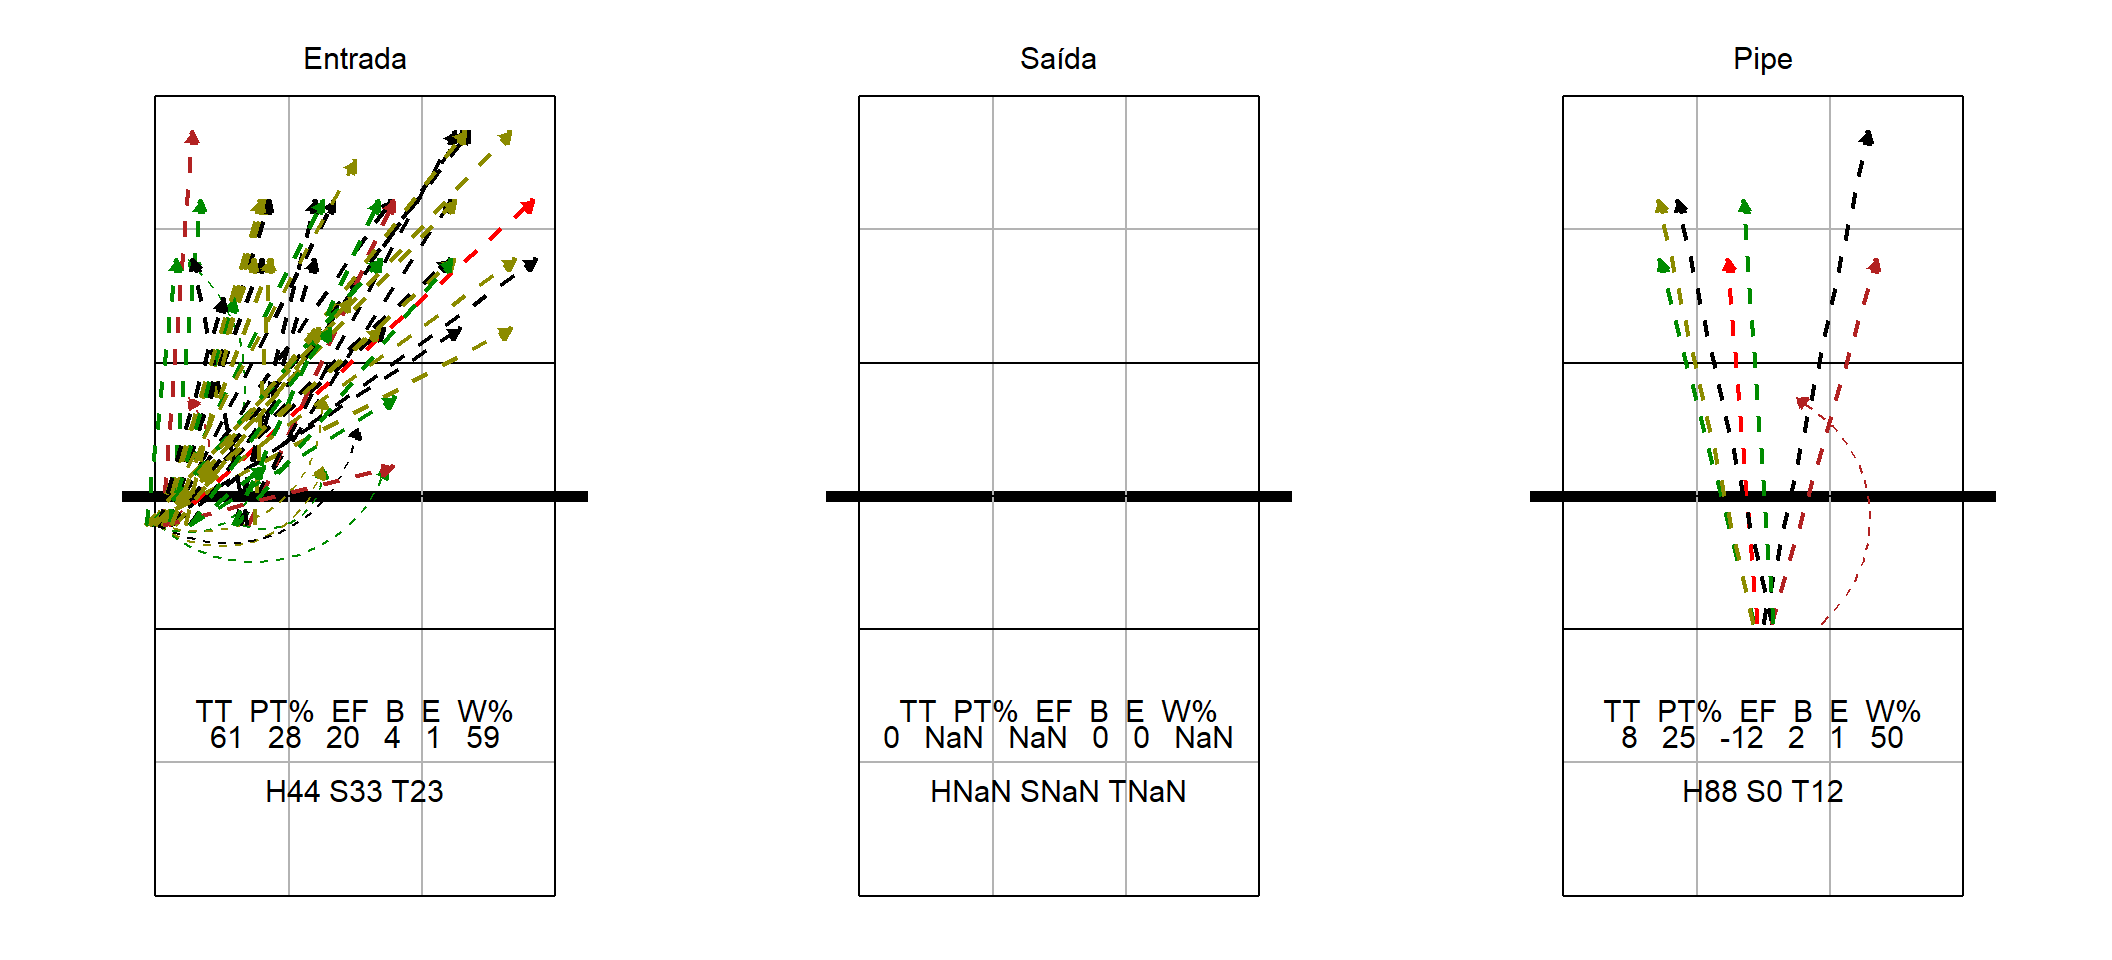 Entrada
TT PT% EF B E W%
61 28 20 4 1 59
H44 S33 T23
Saída
TT PT% EF B E W%
0 NaN NaN 0 0 NaN
HNaN SNaN TNaN
Pipe
TT PT% EF B E W%
8 25 -12 2 1 50
H88 S0 T12